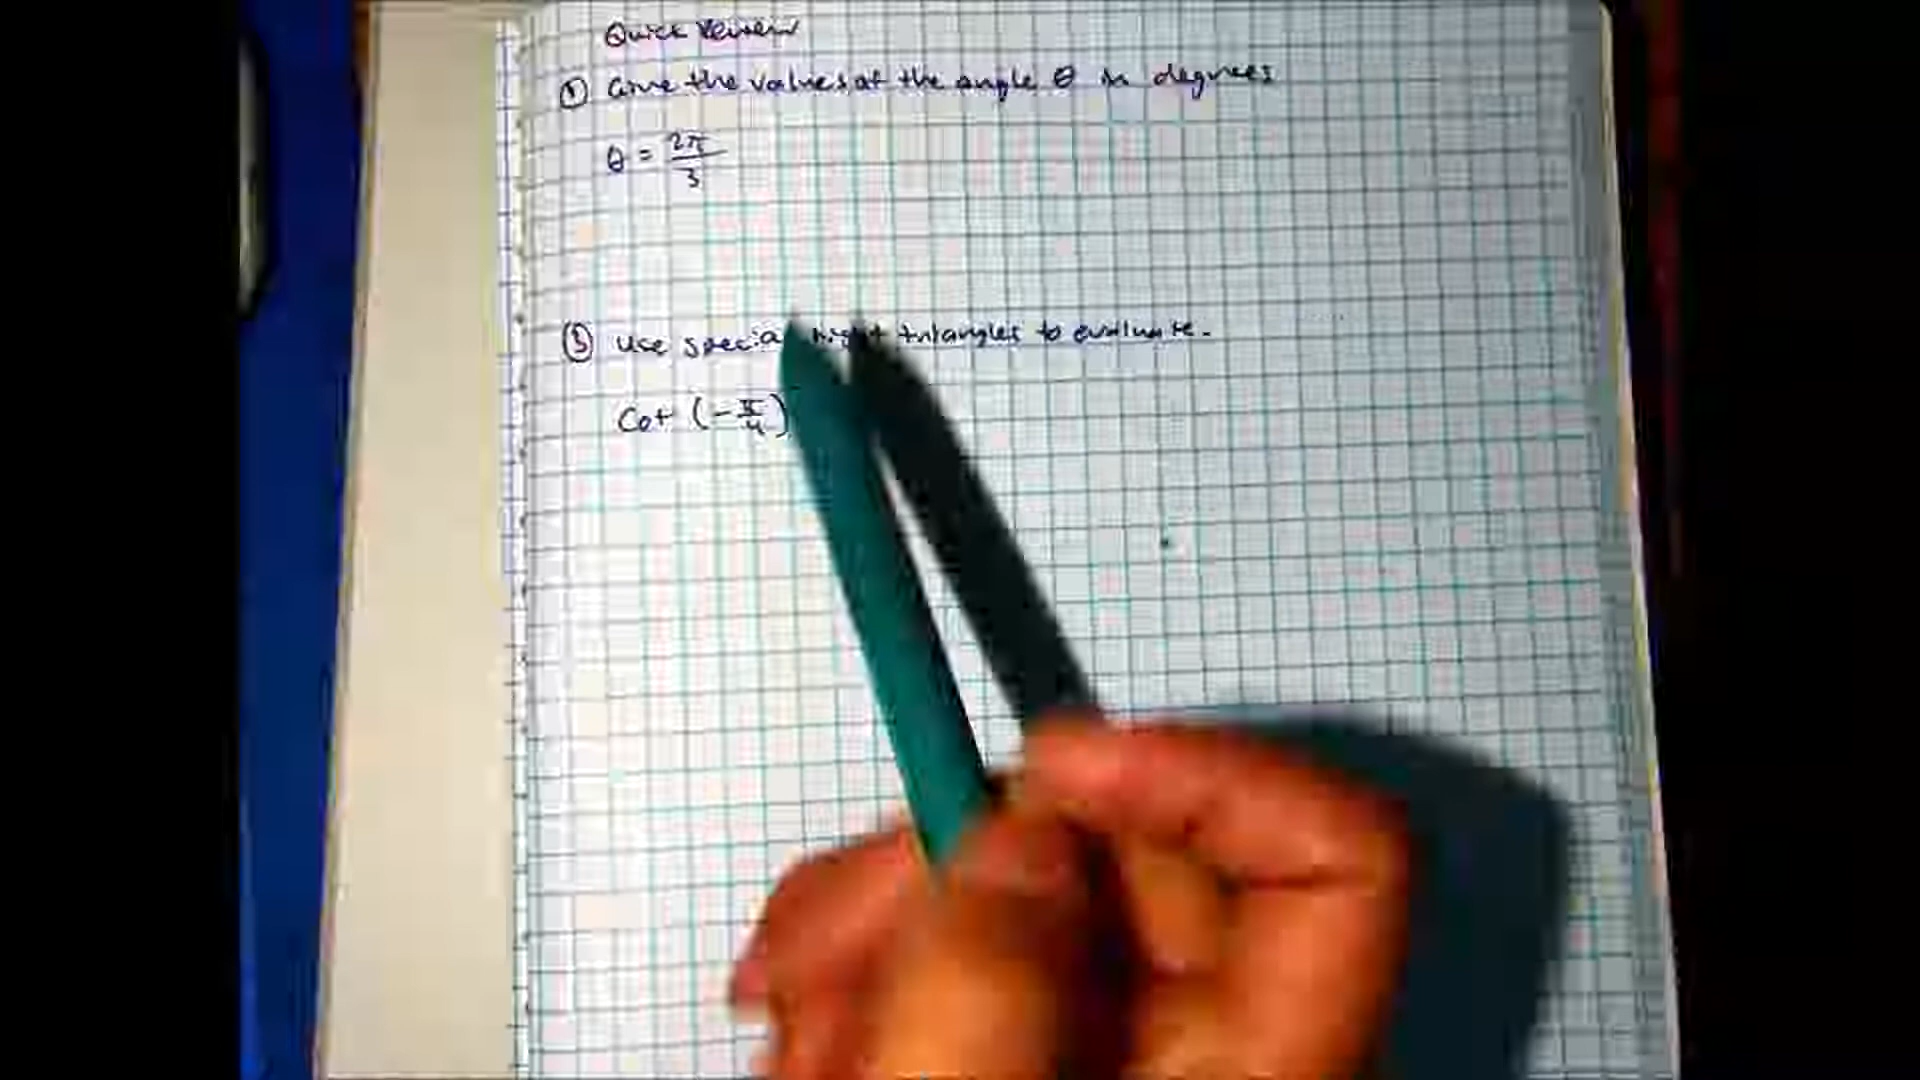 Quick Review
① Give the values of the angle θ in degrees
θ = 2π/3
③ Use special right triangles to evaluate.
Cot (-π/4)